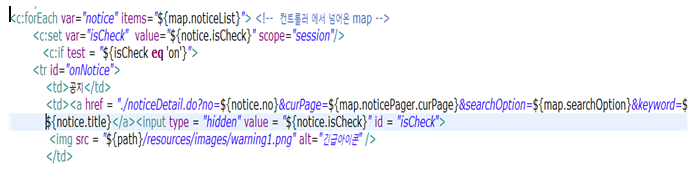 <c:forEach var="notice" items="${map.noticeList}"> <!-- 컨트롤러 에서 넘어온 map -->
<c:set var="isCheck" value="${notice.isCheck}" scope="session"/>
<c:if test = "${isCheck eq 'on'}">
<tr id="onNotice">
<td>공지</td>
<td><a href = "./noticeDetail.do?no=${notice.no}&curPage=${map.noticePager.curPage}&searchOption=${map.searchOption}&keyword=$
${notice.title}</a><input type = "hidden" value = "${notice.isCheck}" id = "isCheck">
<img src = "${path}/resources/images/warning1.png" alt="긴급아이콘" />
</td>